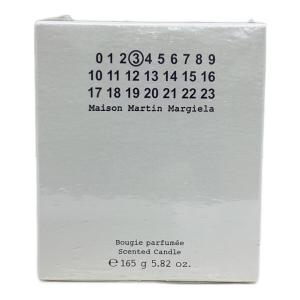 0 1 2 3 4 5 6 7 8 9
10 11 12 13 14 15 16
17 18 19 20 21 22 23
Maison Martin Margiela
Bougie parfumée
Scented Candle
℮ 165 g 5.82 oz.